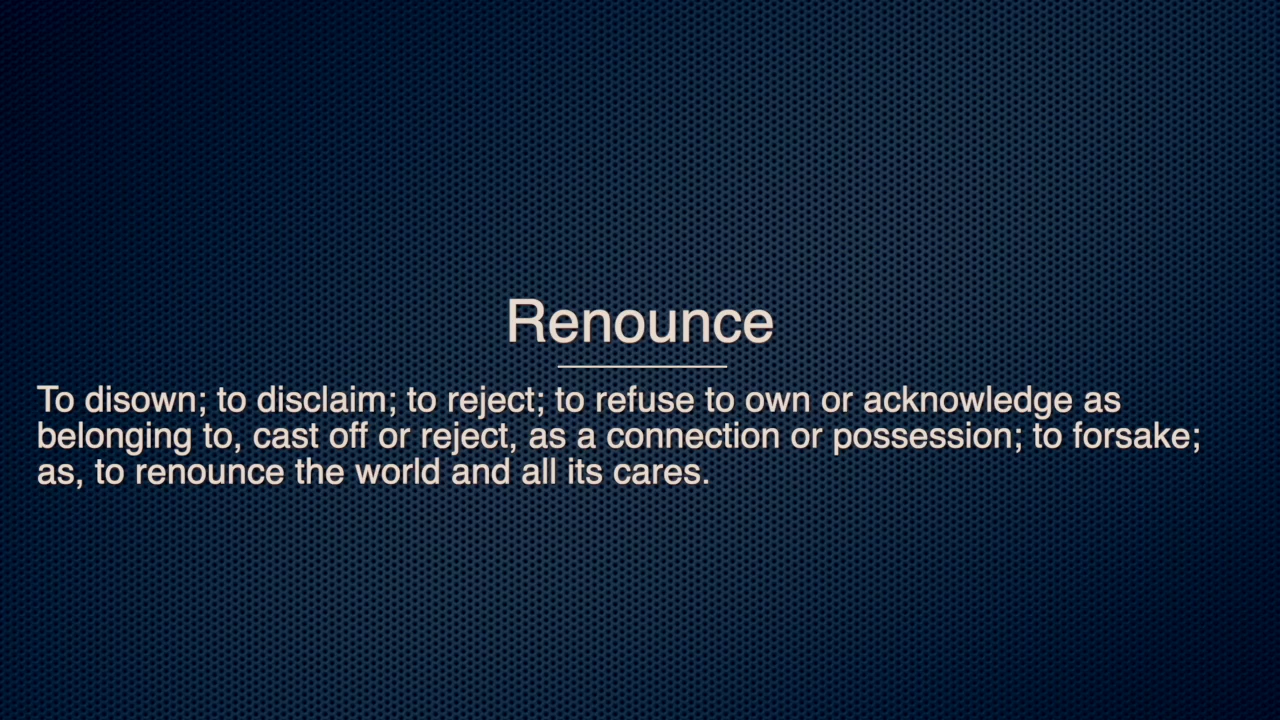 Renounce
To disown; to disclaim; to reject; to refuse to own or acknowledge as
belonging to, cast off or reject, as a connection or possession; to forsake;
as, to renounce the world and all its cares.